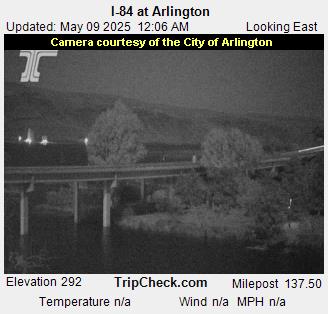 I-84 at Arlington
Updated: May 09 2025 12:06 AM Looking East
Camera courtesy of the City of Arlington
Elevation 292 TripCheck.com Milepost 137.50
Temperature n/a Wind n/a MPH n/a